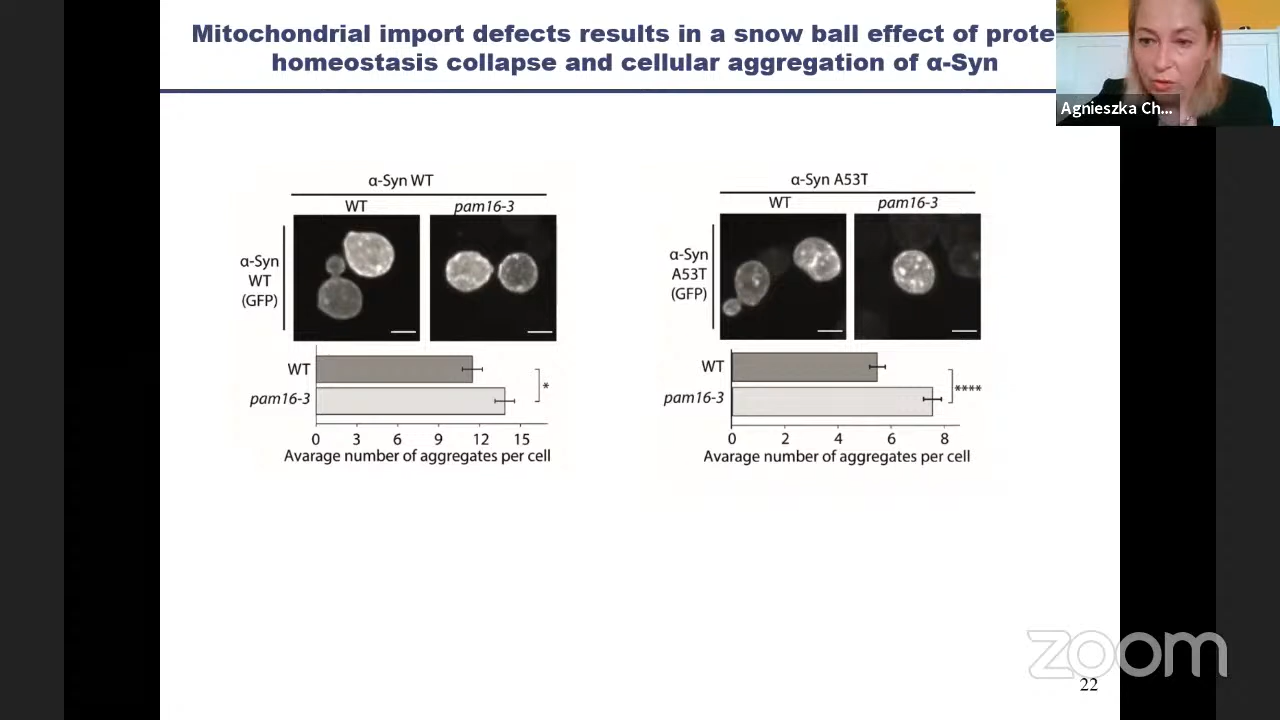 Mitochondrial import defects results in a snow ball effect of prote
homeostasis collapse and cellular aggregation of α-Syn
Agnieszka Ch...
α-Syn WT
WT
pam16-3
α-Syn
WT
(GFP)
WT
pam16-3
*
0 3 6 9 12 15
Avarage number of aggregates per cell
α-Syn A53T
WT
pam16-3
α-Syn
A53T
(GFP)
WT
pam16-3
****
0 2 4 6 8
Avarage number of aggregates per cell
zoom
22